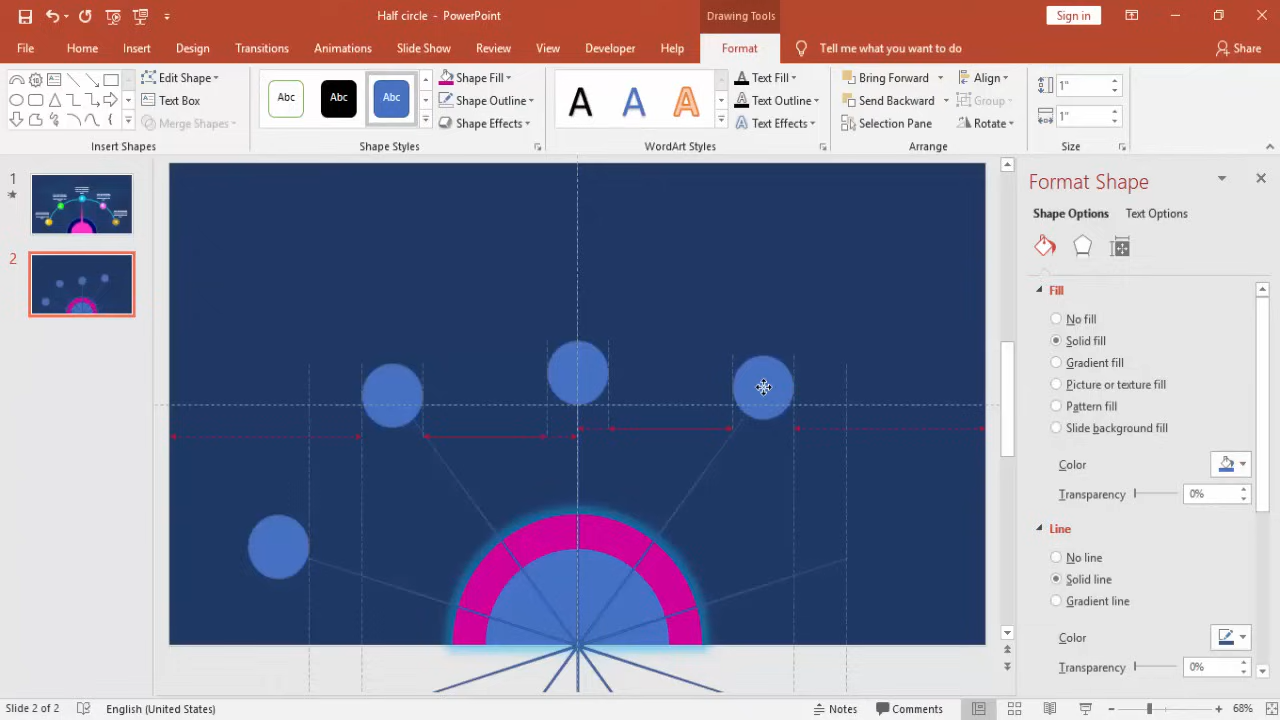 Half circle - PowerPoint
Drawing Tools
Sign in
File
Home
Insert
Design
Transitions
Animations
Slide Show
Review
View
Developer
Help
Format
Tell me what you want to do
Share
Edit Shape
Text Box
Merge Shapes
Insert Shapes
Abc
Abc
Abc
Shape Fill
Shape Outline
Shape Effects
Shape Styles
A
A
A
Text Fill
Text Outline
Text Effects
WordArt Styles
Bring Forward
Send Backward
Selection Pane
Align
Group
Rotate
Arrange
1"
1"
Size
1
2
Format Shape
Shape Options
Text Options
Fill
No fill
Solid fill
Gradient fill
Picture or texture fill
Pattern fill
Slide background fill
Color
Transparency
0%
Line
No line
Solid line
Gradient line
Color
Transparency
0%
Slide 2 of 2
English (United States)
Notes
Comments
68%